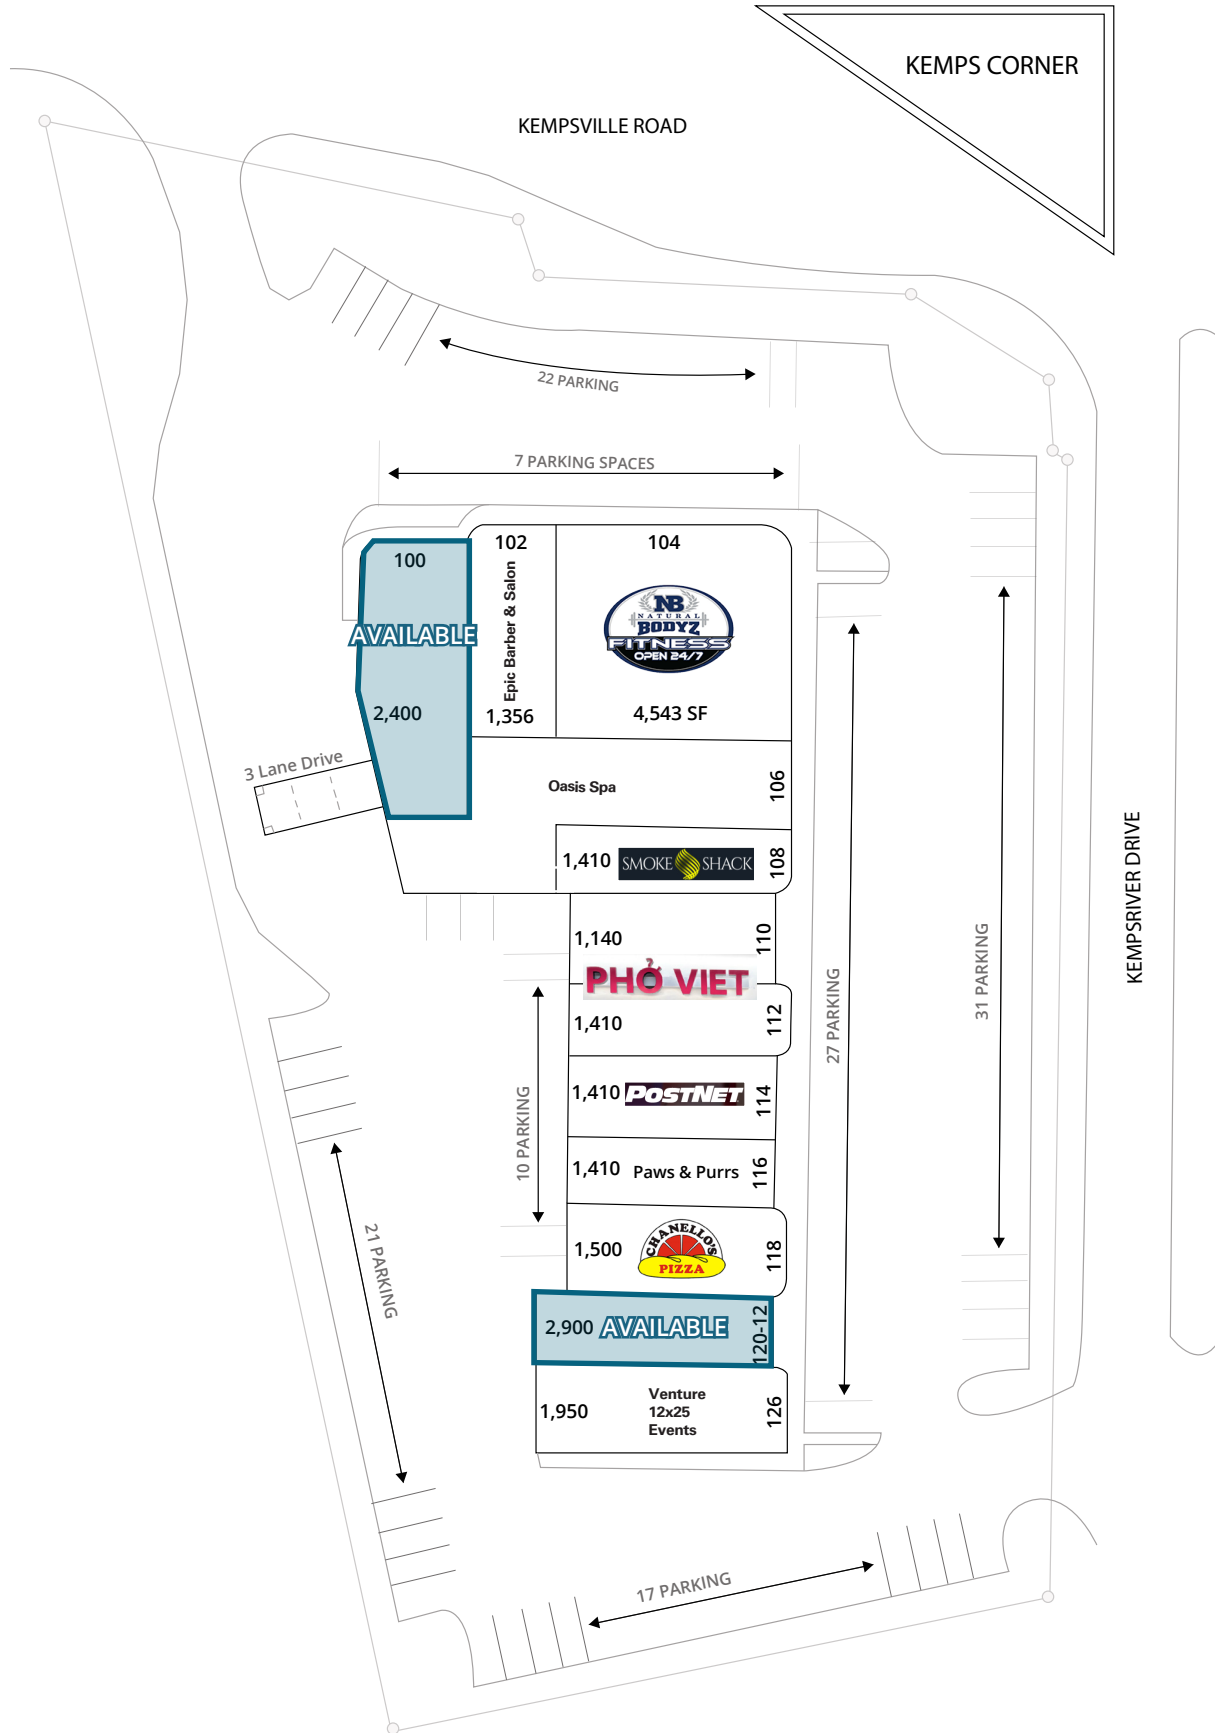 KEMPS CORNER
KEMPSVILLE ROAD
22 PARKING
7 PARKING SPACES
100
AVAILABLE
2,400
102
Epic Barber & Salon
1,356
104
NB
NATURAL
BODYZ
FITNESS
OPEN 24/7
4,543 SF
3 Lane Drive
Oasis Spa
106
1,410
SMOKE SHACK
108
1,140
110
PHỞ VIET
1,410
112
1,410
POSTNET
114
1,410
Paws & Purrs
116
1,500
CHANELLO'S
PIZZA
118
2,900
AVAILABLE
120-12
1,950
Venture
12x25
Events
126
10 PARKING
27 PARKING
31 PARKING
KEMPSRIVER DRIVE
21 PARKING
17 PARKING